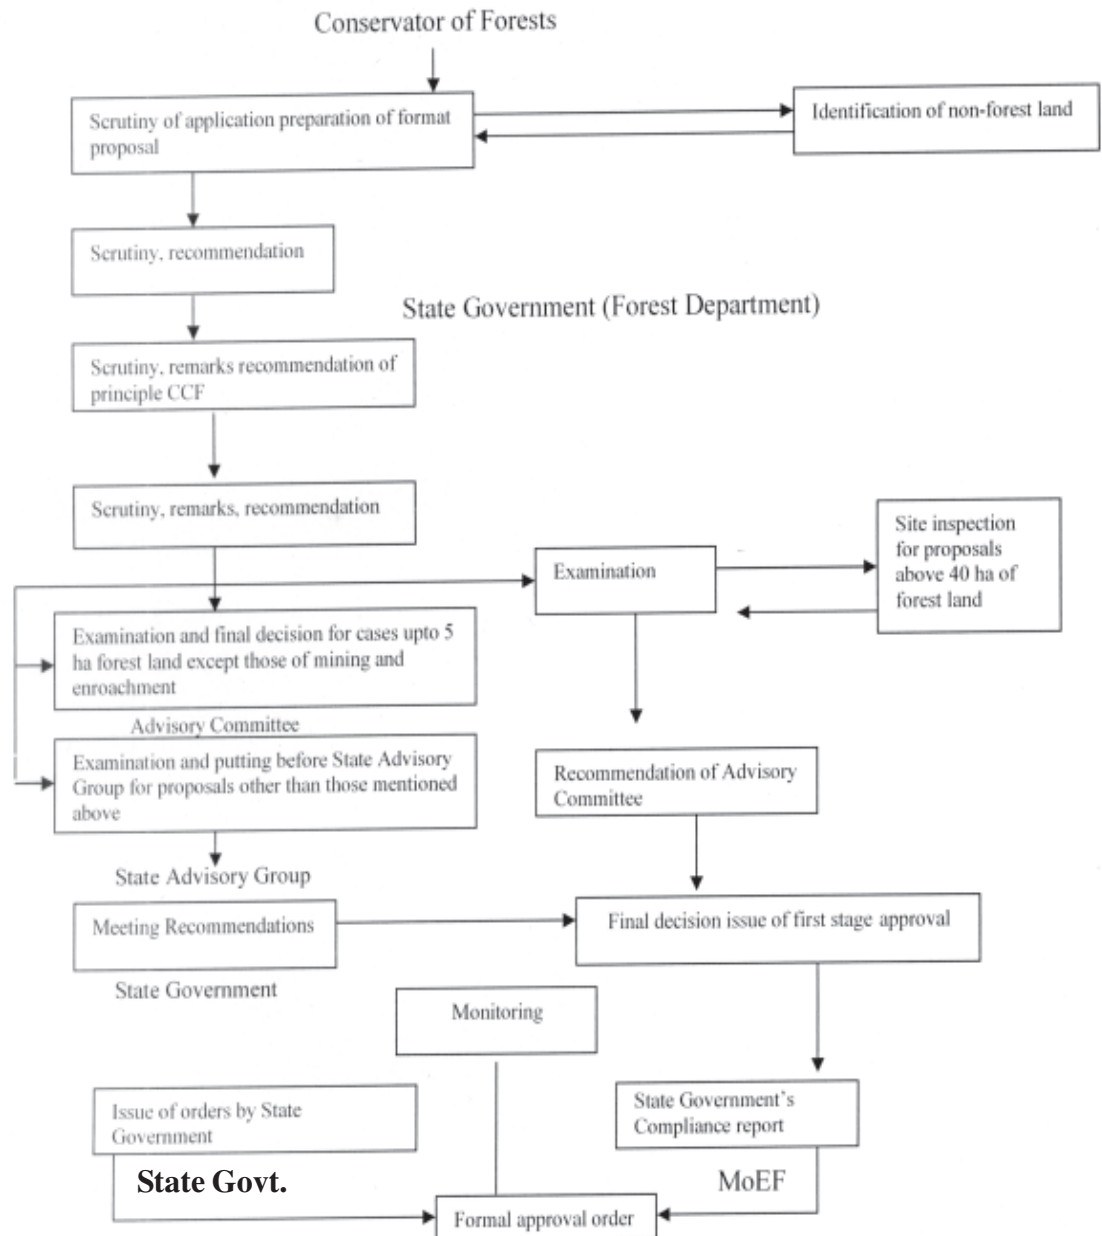 Conservator of Forests
Scrutiny of application preparation of format
proposal
Identification of non-forest land
Scrutiny, recommendation
State Government (Forest Department)
Scrutiny, remarks recommendation of
principle CCF
Scrutiny, remarks, recommendation
Examination
Site inspection
for proposals
above 40 ha of
forest land
Examination and final decision for cases upto 5
ha forest land except those of mining and
enroachment
Advisory Committee
Examination and putting before State Advisory
Group for proposals other than those mentioned
above
Recommendation of Advisory
Committee
State Advisory Group
Meeting Recommendations
Final decision issue of first stage approval
State Government
Monitoring
Issue of orders by State
Government
State Government's
Compliance report
State Govt.
MoEF
Formal approval order